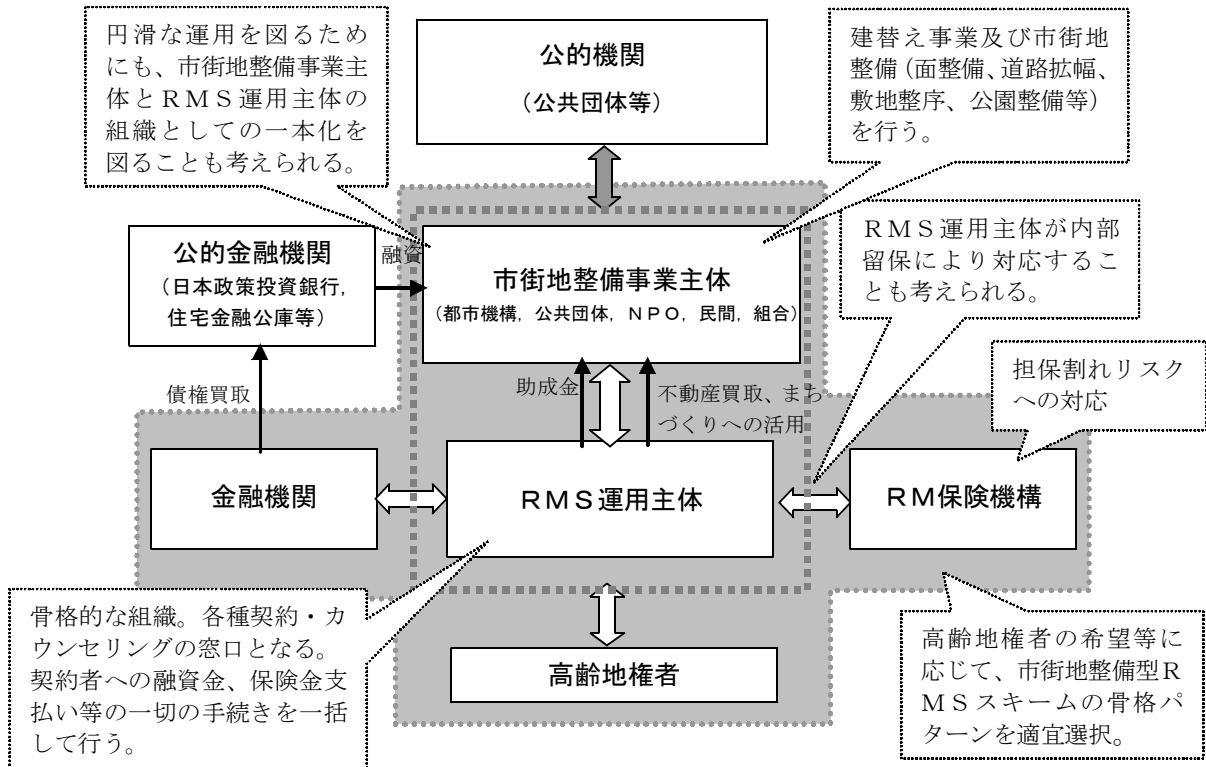 円滑な運用を図るため
にも、市街地整備事業主
体とRMS運用主体の
組織としての一本化を
図ることも考えられる。
公的機関
（公共団体等）
建替え事業及び市街地
整備（面整備、道路拡幅、
敷地整序、公園整備等）
を行う。
公的金融機関
（日本政策投資銀行，
住宅金融公庫等）
融資
市街地整備事業主体
（都市機構，公共団体，ＮＰＯ，民間，組合）
ＲＭＳ運用主体が内部
留保により対応するこ
とも考えられる。
債権買取
助成金
不動産買取、まち
づくりへの活用
担保割れリスク
への対応
金融機関
ＲＭＳ運用主体
ＲＭ保険機構
骨格的な組織。各種契約・カ
ウンセリングの窓口となる。
契約者への融資金、保険金支
払い等の一切の手続きを一括
して行う。
高齢地権者
高齢地権者の希望等に
応じて、市街地整備型Ｒ
ＭＳスキームの骨格パ
ターンを適宜選択。